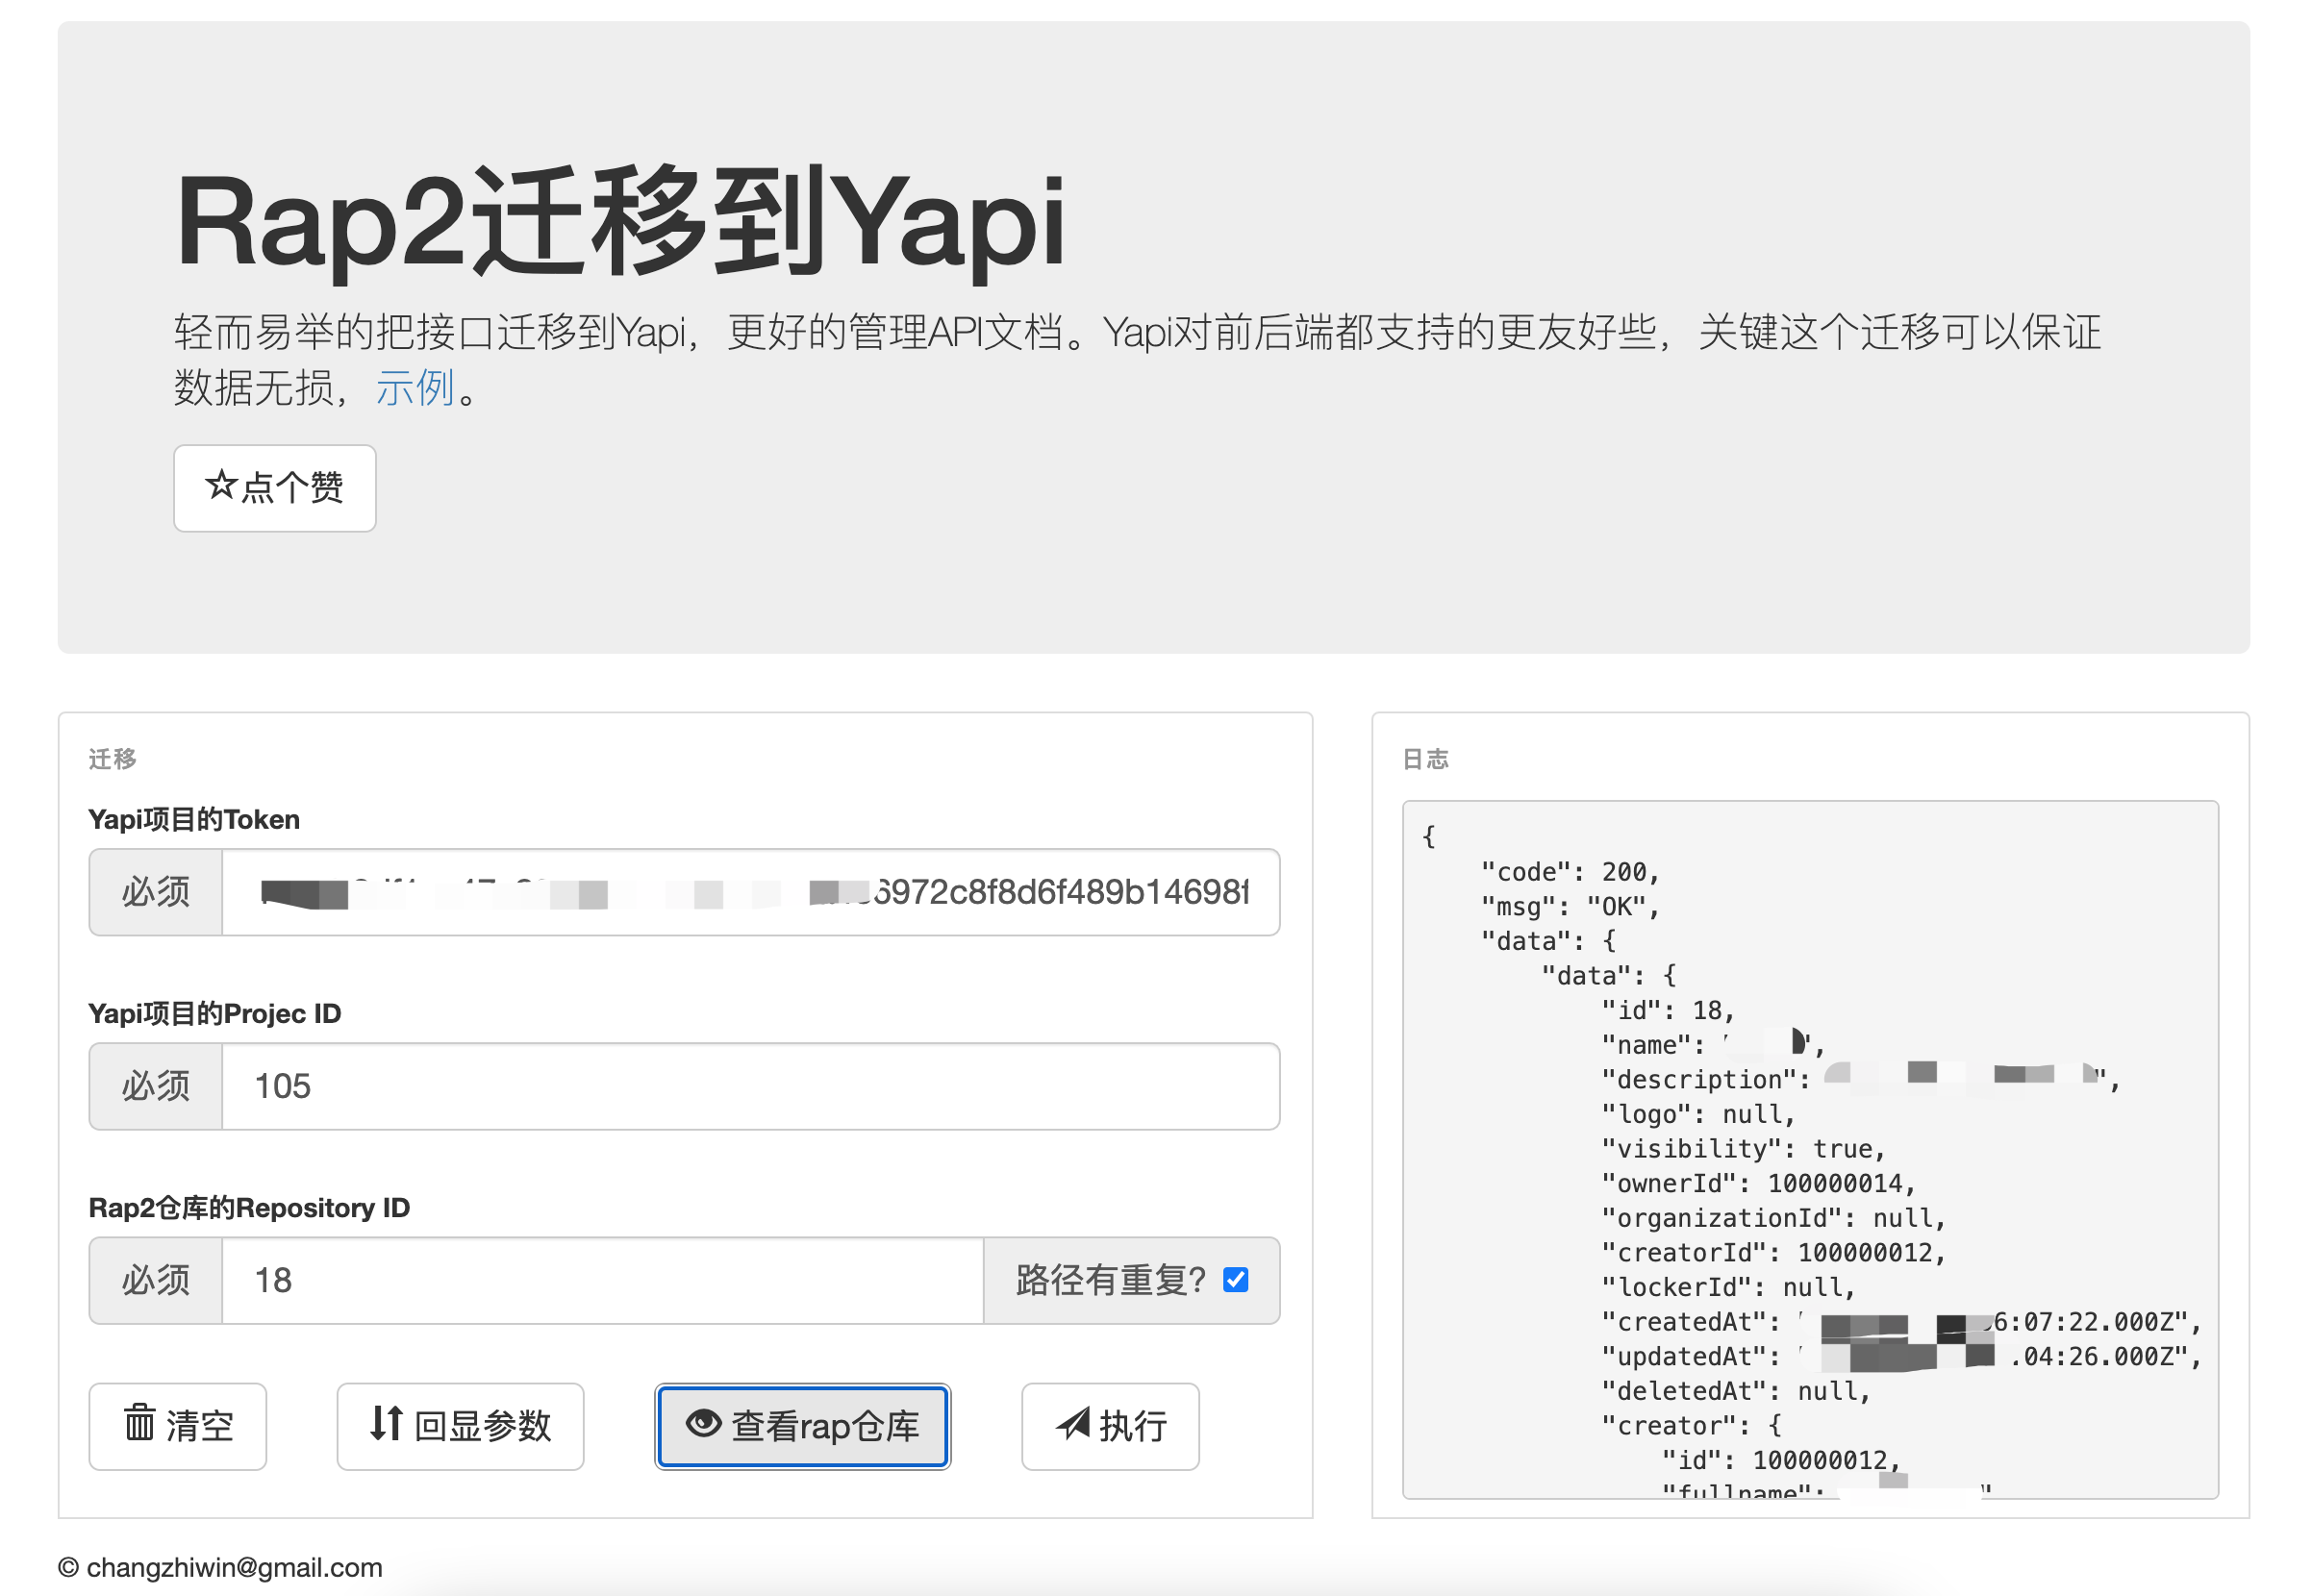 Rap2迁移到Yapi
轻而易举的把接口迁移到Yapi，更好的管理API文档。Yapi对前后端都支持的更友好些，关键这个迁移可以保证
数据无损，示例。
☆点个赞
迁移
Yapi项目的Token
必须 6972c8f8d6f489b14698f
Yapi项目的Projec ID
必须 105
Rap2仓库的Repository ID
必须 18 路径有重复?
清空 回显参数 查看rap仓库 执行
日志
{
"code": 200,
"msg": "OK",
"data": {
"data": {
"id": 18,
"name": ",
"description": ",
"logo": null,
"visibility": true,
"ownerId": 100000014,
"organizationId": null,
"creatorId": 100000012,
"lockerId": null,
"createdAt": 6:07:22.000Z",
"updatedAt": 04:26.000Z",
"deletedAt": null,
"creator": {
"id": 100000012,
"fullname":
© changzhiwin@gmail.com